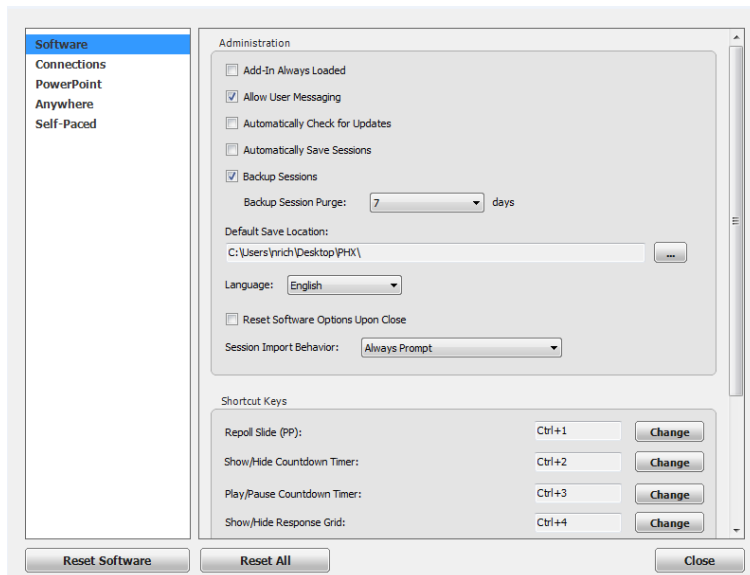 Software
Connections
PowerPoint
Anywhere
Self-Paced
Administration
Add-In Always Loaded
Allow User Messaging
Automatically Check for Updates
Automatically Save Sessions
Backup Sessions
Backup Session Purge: 7 days
Default Save Location:
C:\Users\nrich\Desktop\PHX\ ...
Language: English
Reset Software Options Upon Close
Session Import Behavior: Always Prompt
Shortcut Keys
Repoll Slide (PP): Ctrl+1 Change
Show/Hide Countdown Timer: Ctrl+2 Change
Play/Pause Countdown Timer: Ctrl+3 Change
Show/Hide Response Grid: Ctrl+4 Change
Reset Software Reset All Close